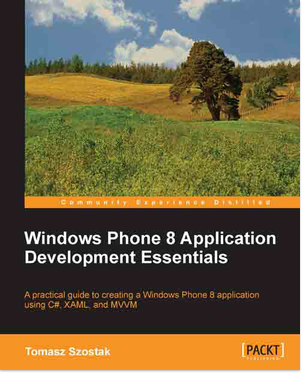 Community Experience Distilled
Windows Phone 8 Application
Development Essentials
A practical guide to creating a Windows Phone 8 application
using C#, XAML, and MVVM
Tomasz Szostak
[PACKT]
PUBLISHING